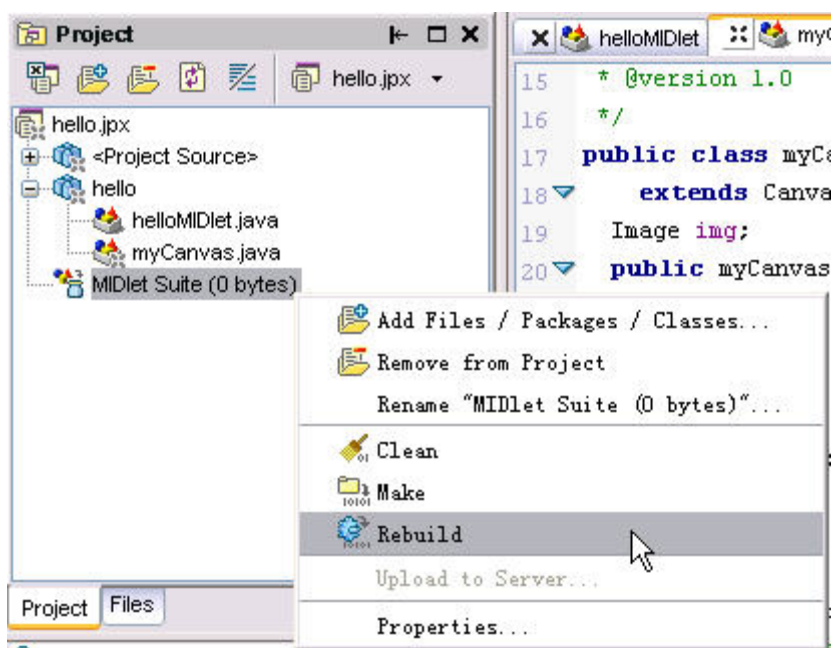 Project
hello.jpx
hello.jpx
<Project Source>
hello
helloMIDlet.java
myCanvas.java
MIDlet Suite (0 bytes)
Add Files / Packages / Classes...
Remove from Project
Rename "MIDlet Suite (0 bytes)"...
Clean
Make
Rebuild
Upload to Server...
Properties...
Project Files
helloMIDlet
15 * @version 1.0
16 */
17 public class
18 extends
19 Image img;
20 public myCanvas